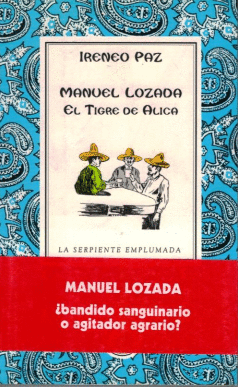 IRENEO PAZ
MANUEL LOZADA
EL TIGRE DE ALICA
LA SERPIENTE EMPLUMADA
MANUEL LOZADA
¿bandido sanguinario
o agitador agrario?